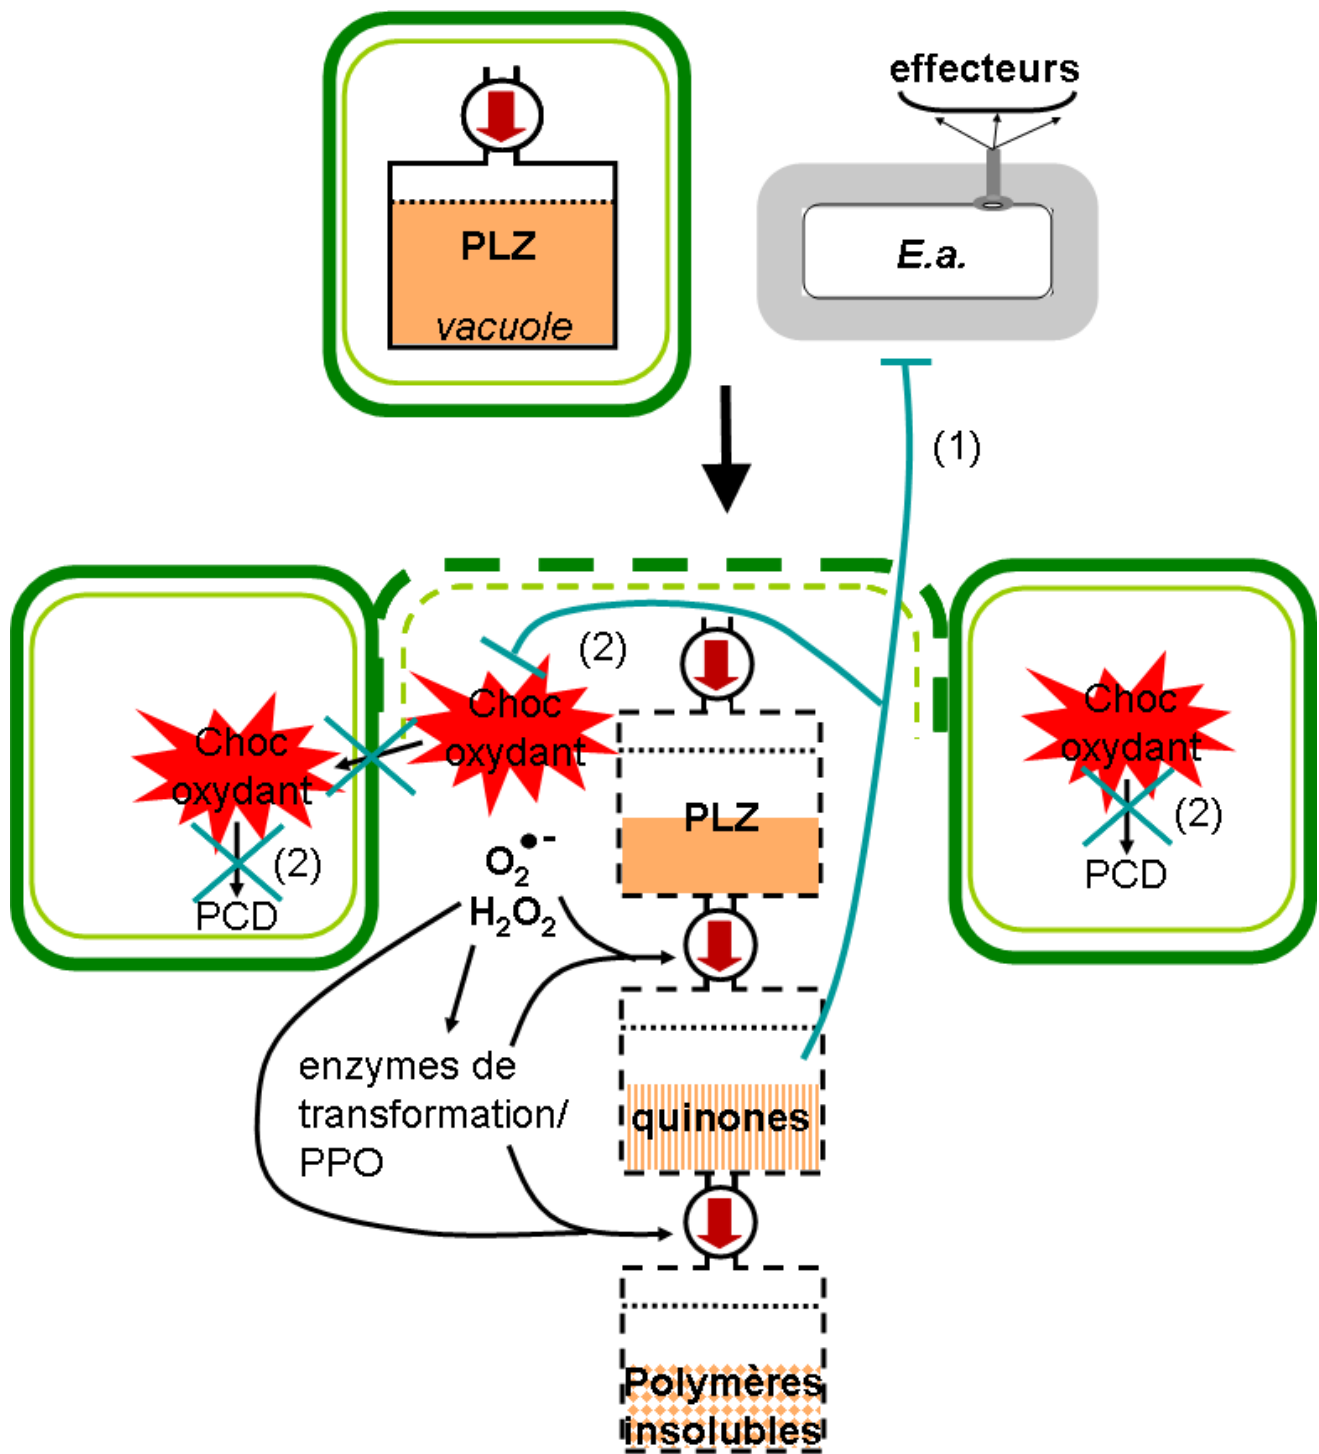 effecteurs
PLZ
vacuole
E.a.
(1)
(2)
Choc
oxydant
Choc
oxydant
Choc
oxydant
PLZ
(2)
PCD
(2)
PCD
O₂•-
H₂O₂
enzymes de
transformation/
PPO
quinones
Polymères
insolubles